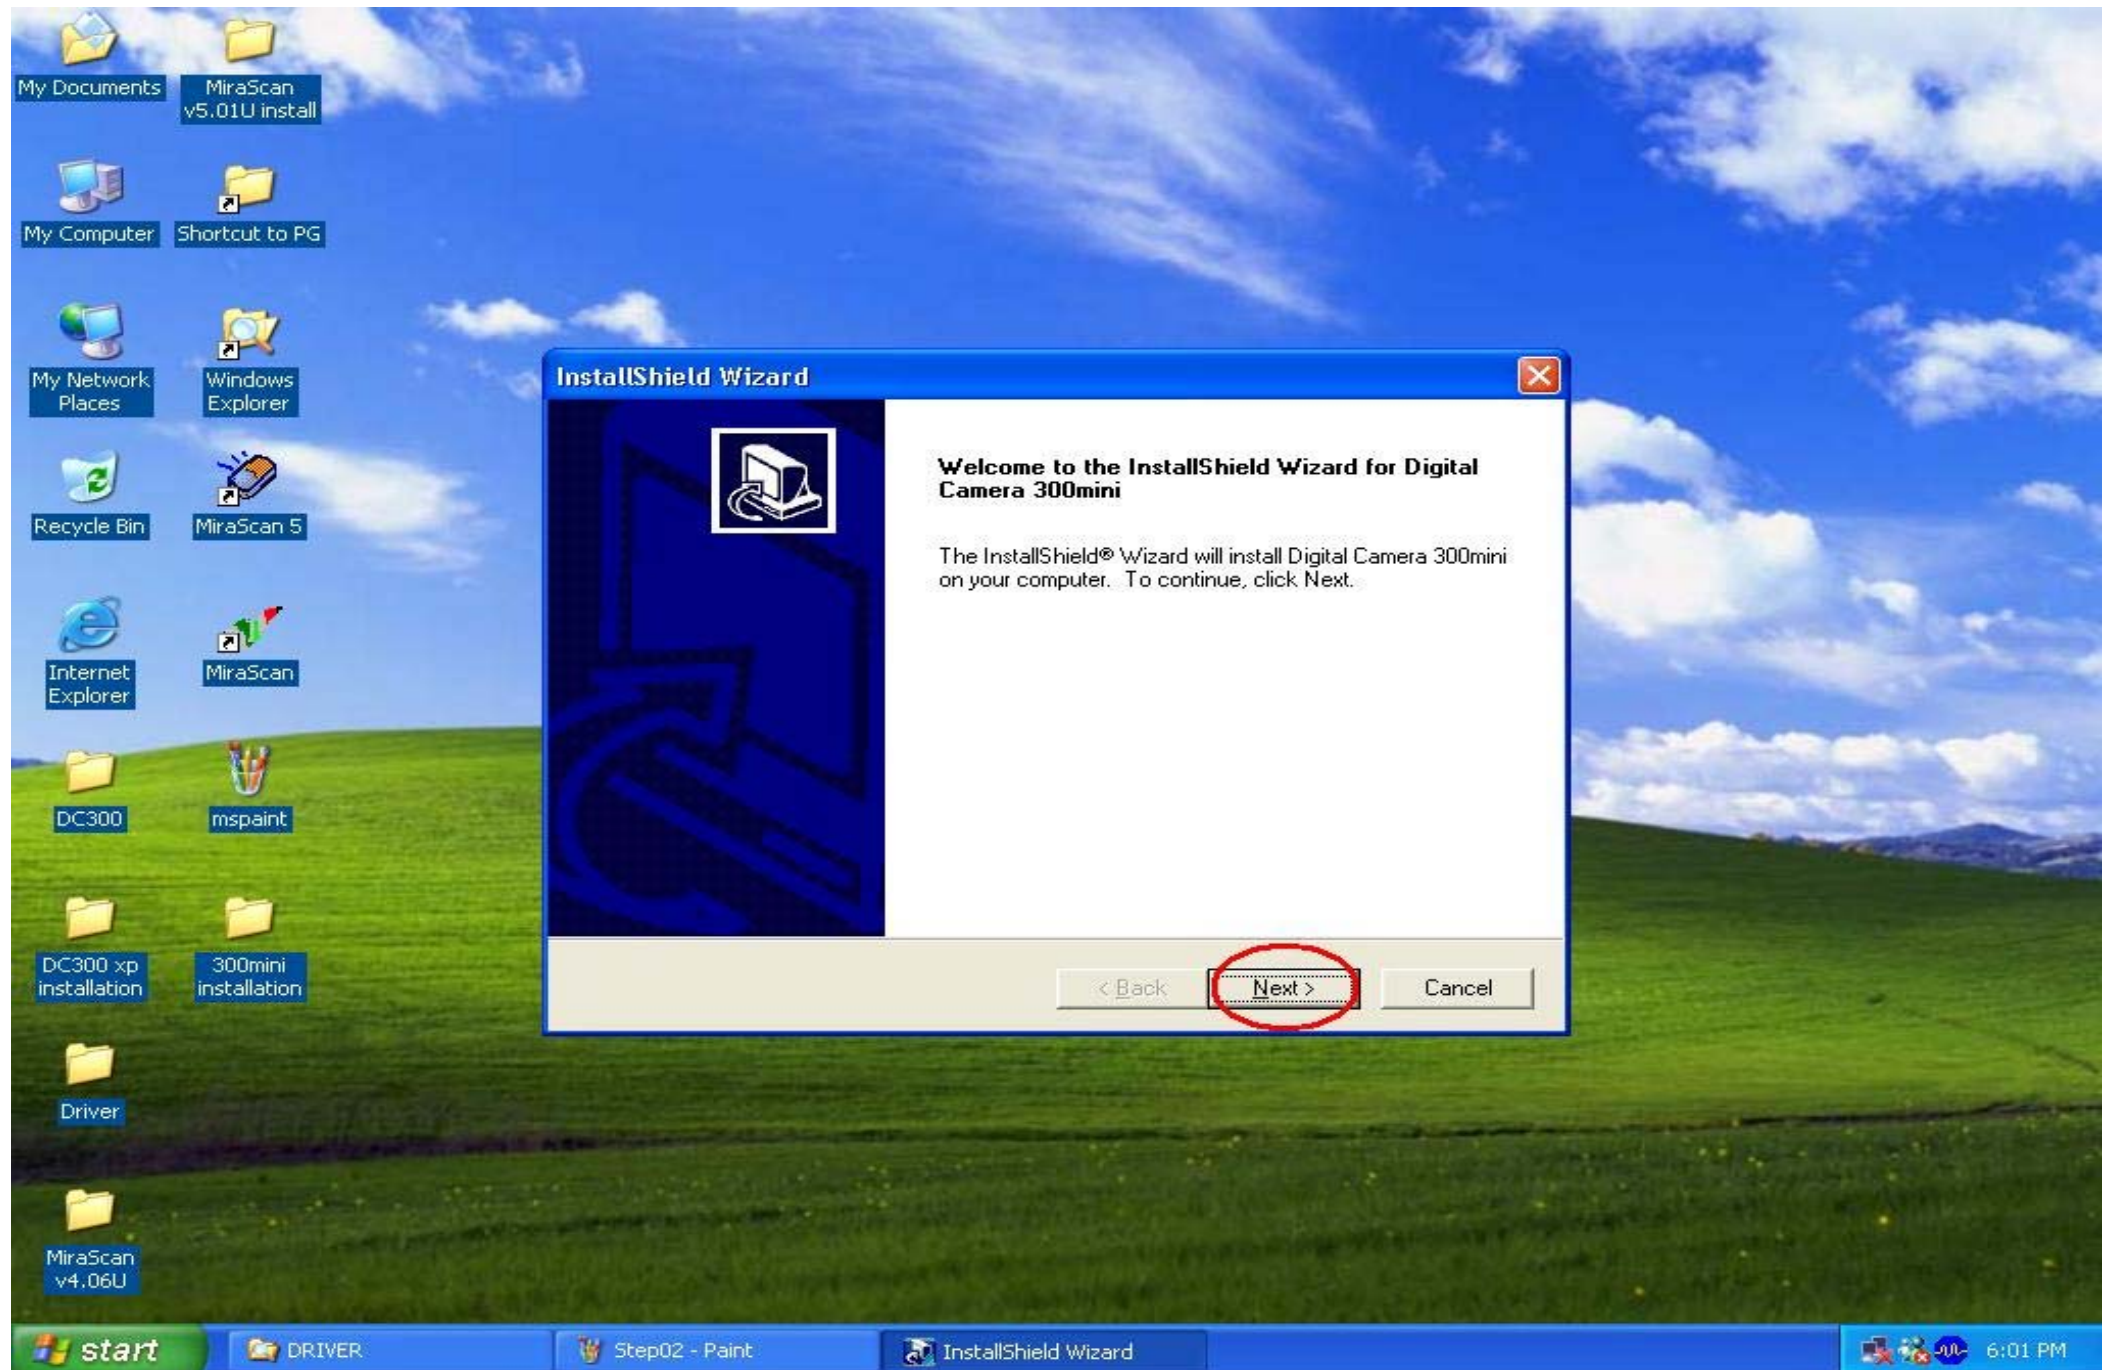 My Documents
MiraScan
v5.01U install
My Computer
Shortcut to PG
My Network
Places
Windows
Explorer
Recycle Bin
MiraScan 5
Internet
Explorer
MiraScan
DC300
mspaint
DC300 xp
installation
300mini
installation
Driver
MiraScan
v4.06U
InstallShield Wizard
Welcome to the InstallShield Wizard for Digital
Camera 300mini
The InstallShield® Wizard will install Digital Camera 300mini
on your computer. To continue, click Next.
< Back
Next >
Cancel
start
DRIVER
Step02 - Paint
InstallShield Wizard
6:01 PM